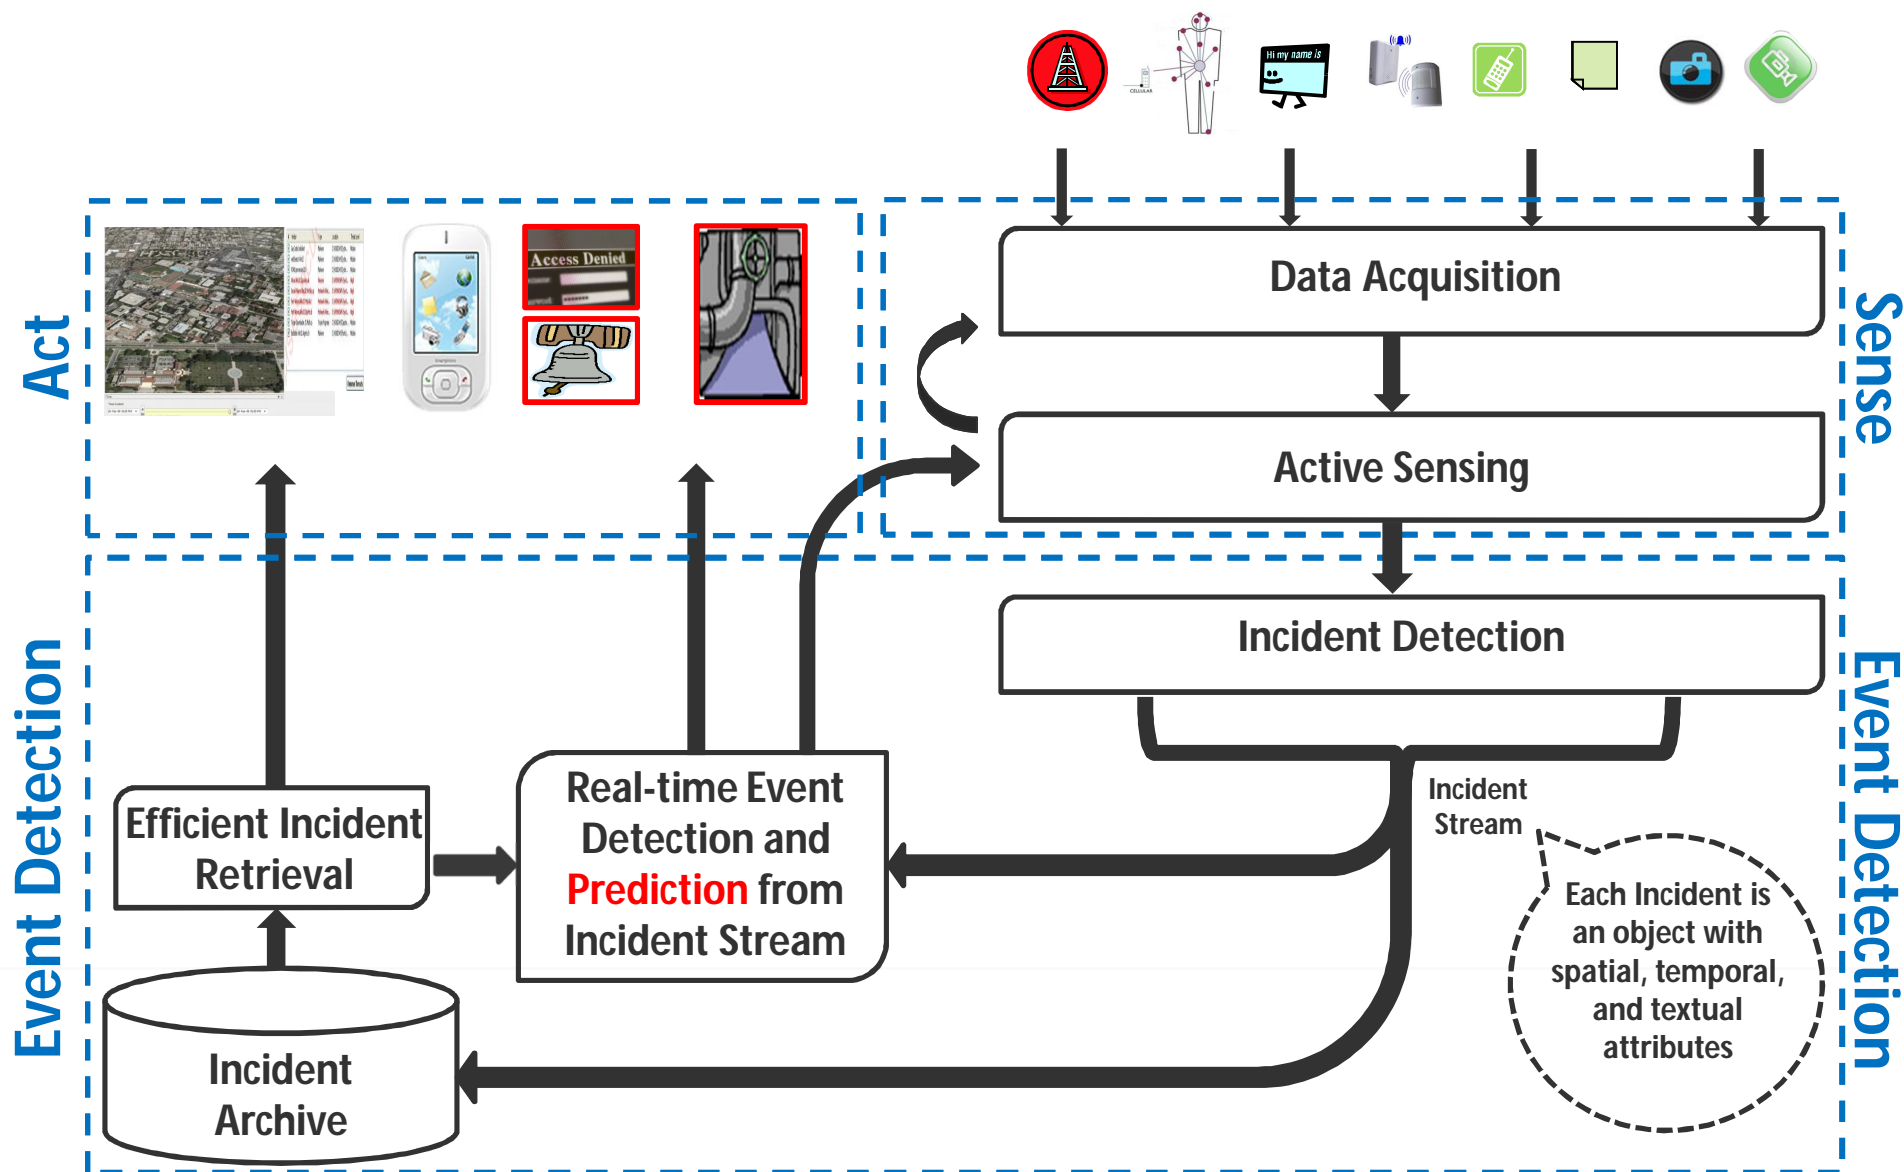 Hi my name is
CELLULAR
Access Denied
Act
Sense
Data Acquisition
Active Sensing
Incident Detection
Event Detection
Event Detection
Efficient Incident
Retrieval
Real-time Event
Detection and
Prediction from
Incident Stream
Incident
Stream
Each Incident is
an object with
spatial, temporal,
and textual
attributes
Incident
Archive